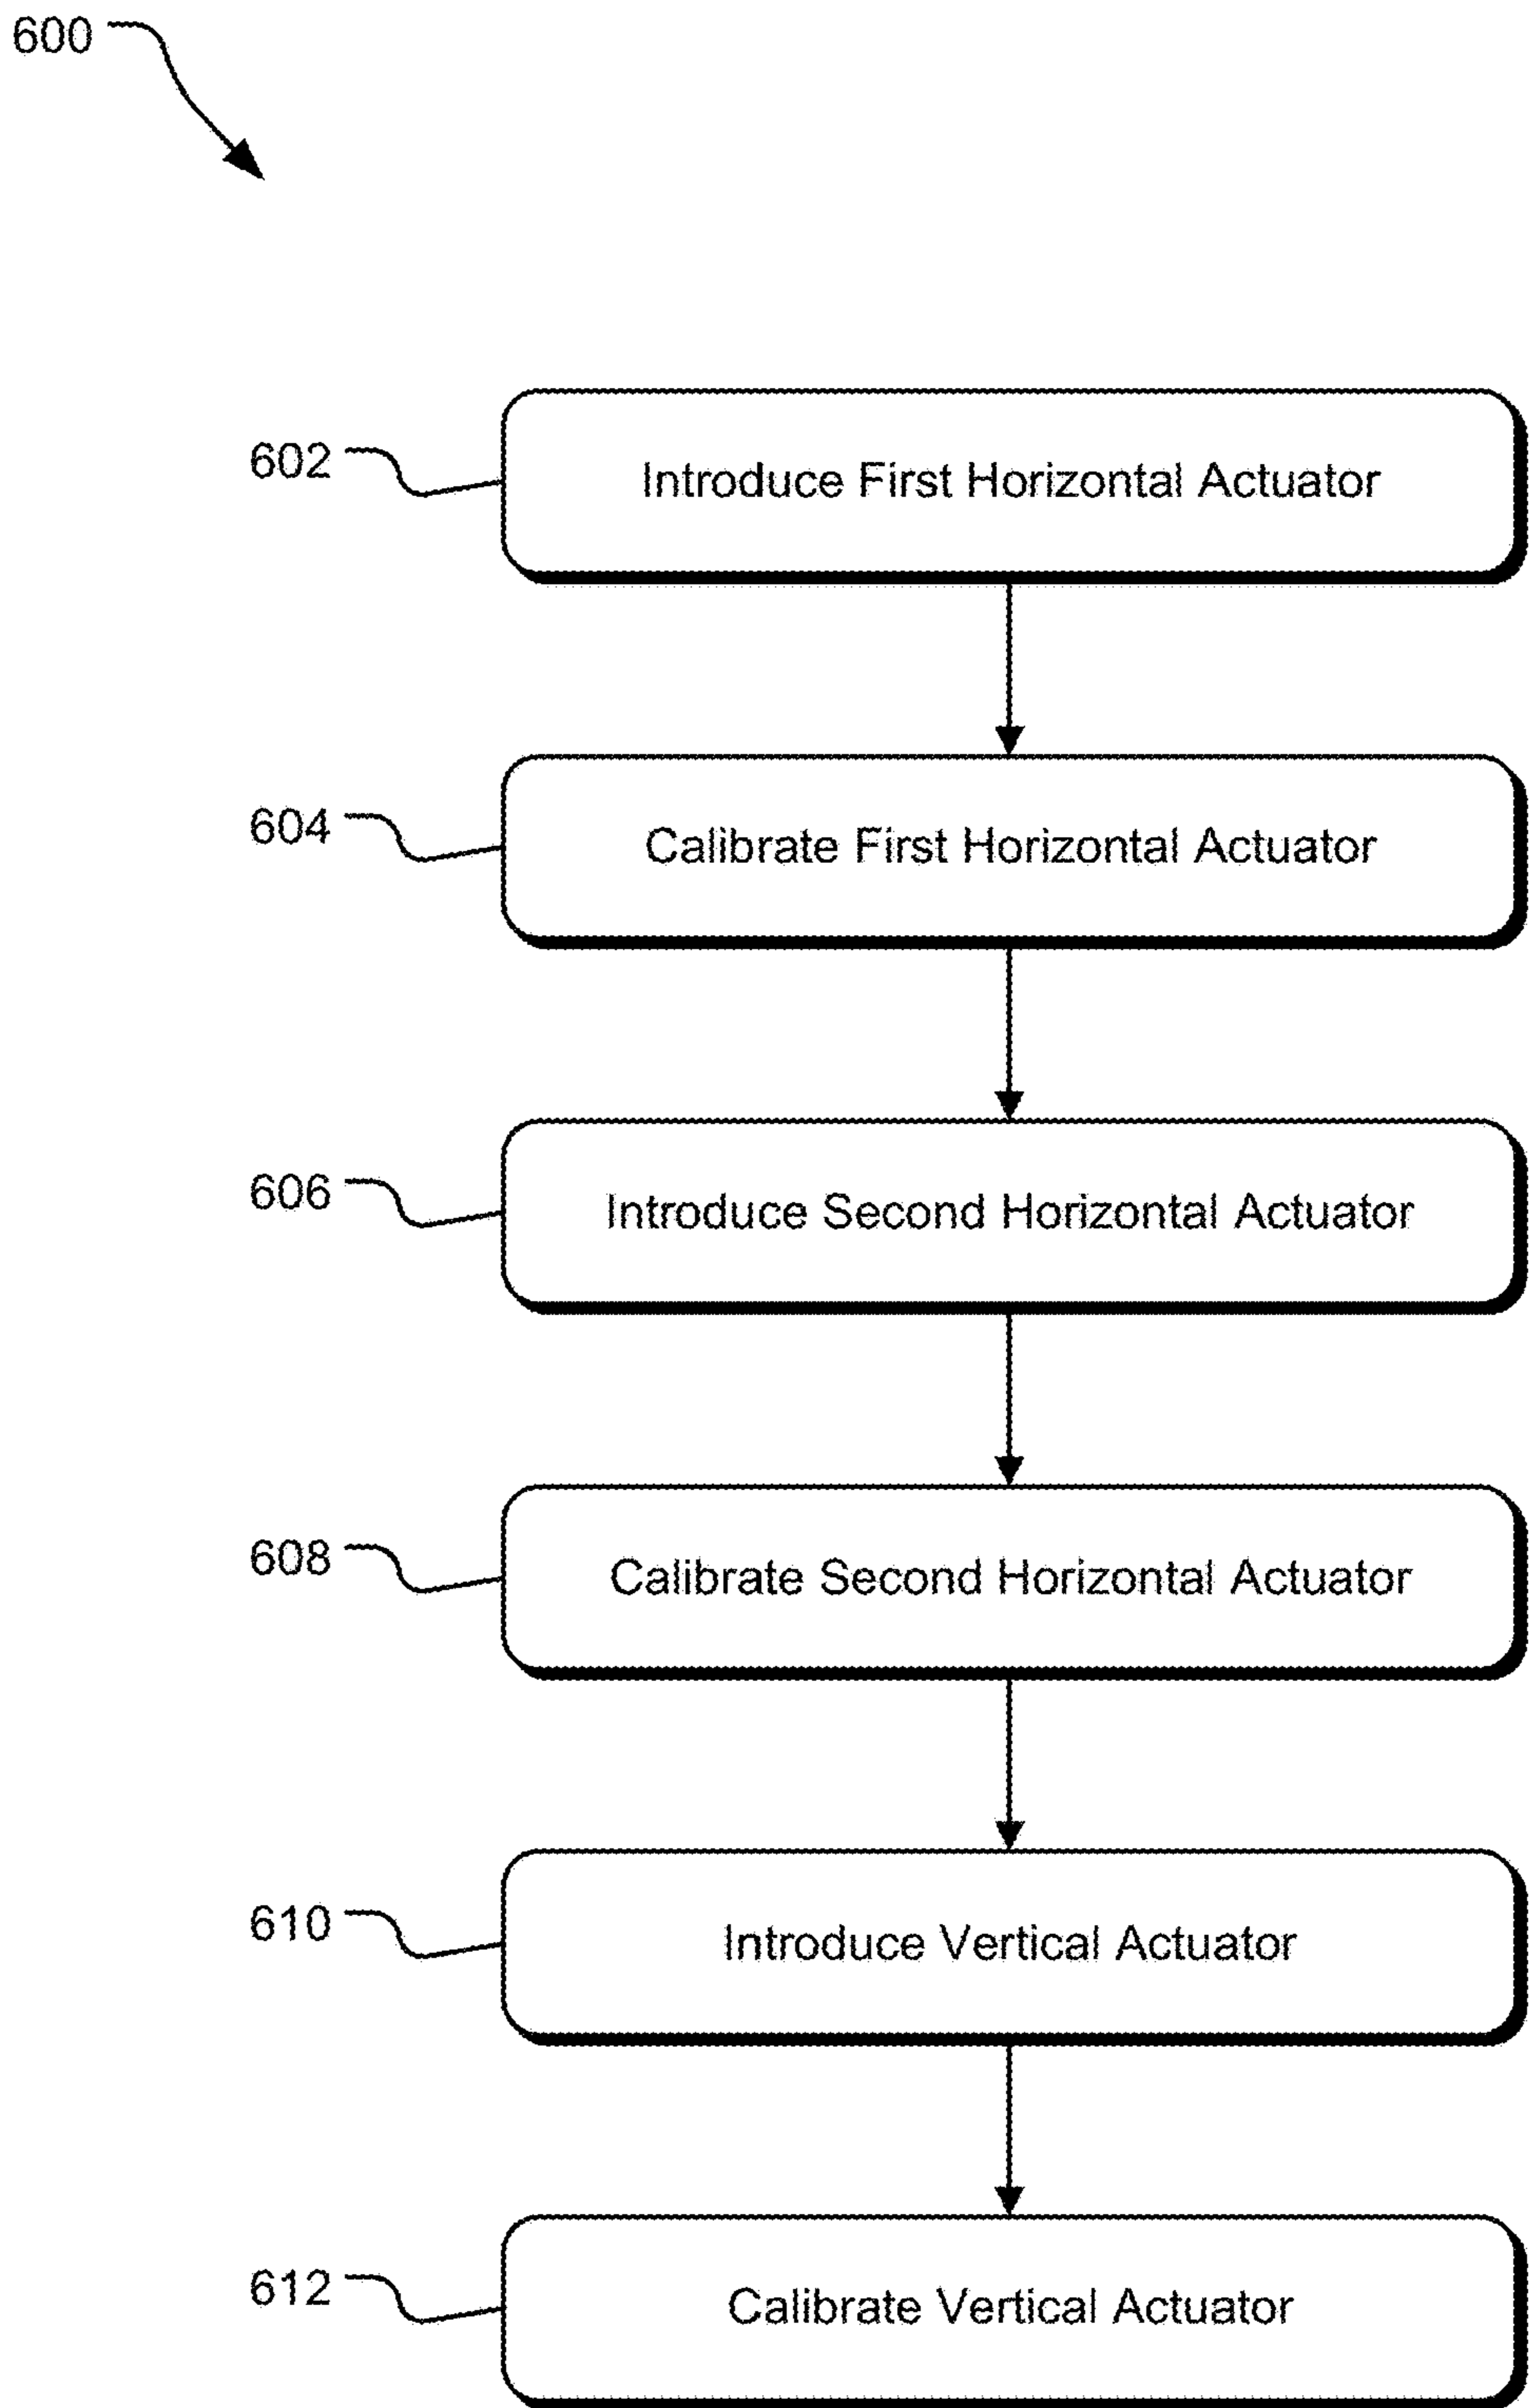 600
602
Introduce First Horizontal Actuator
604
Calibrate First Horizontal Actuator
606
Introduce Second Horizontal Actuator
608
Calibrate Second Horizontal Actuator
610
Introduce Vertical Actuator
612
Calibrate Vertical Actuator